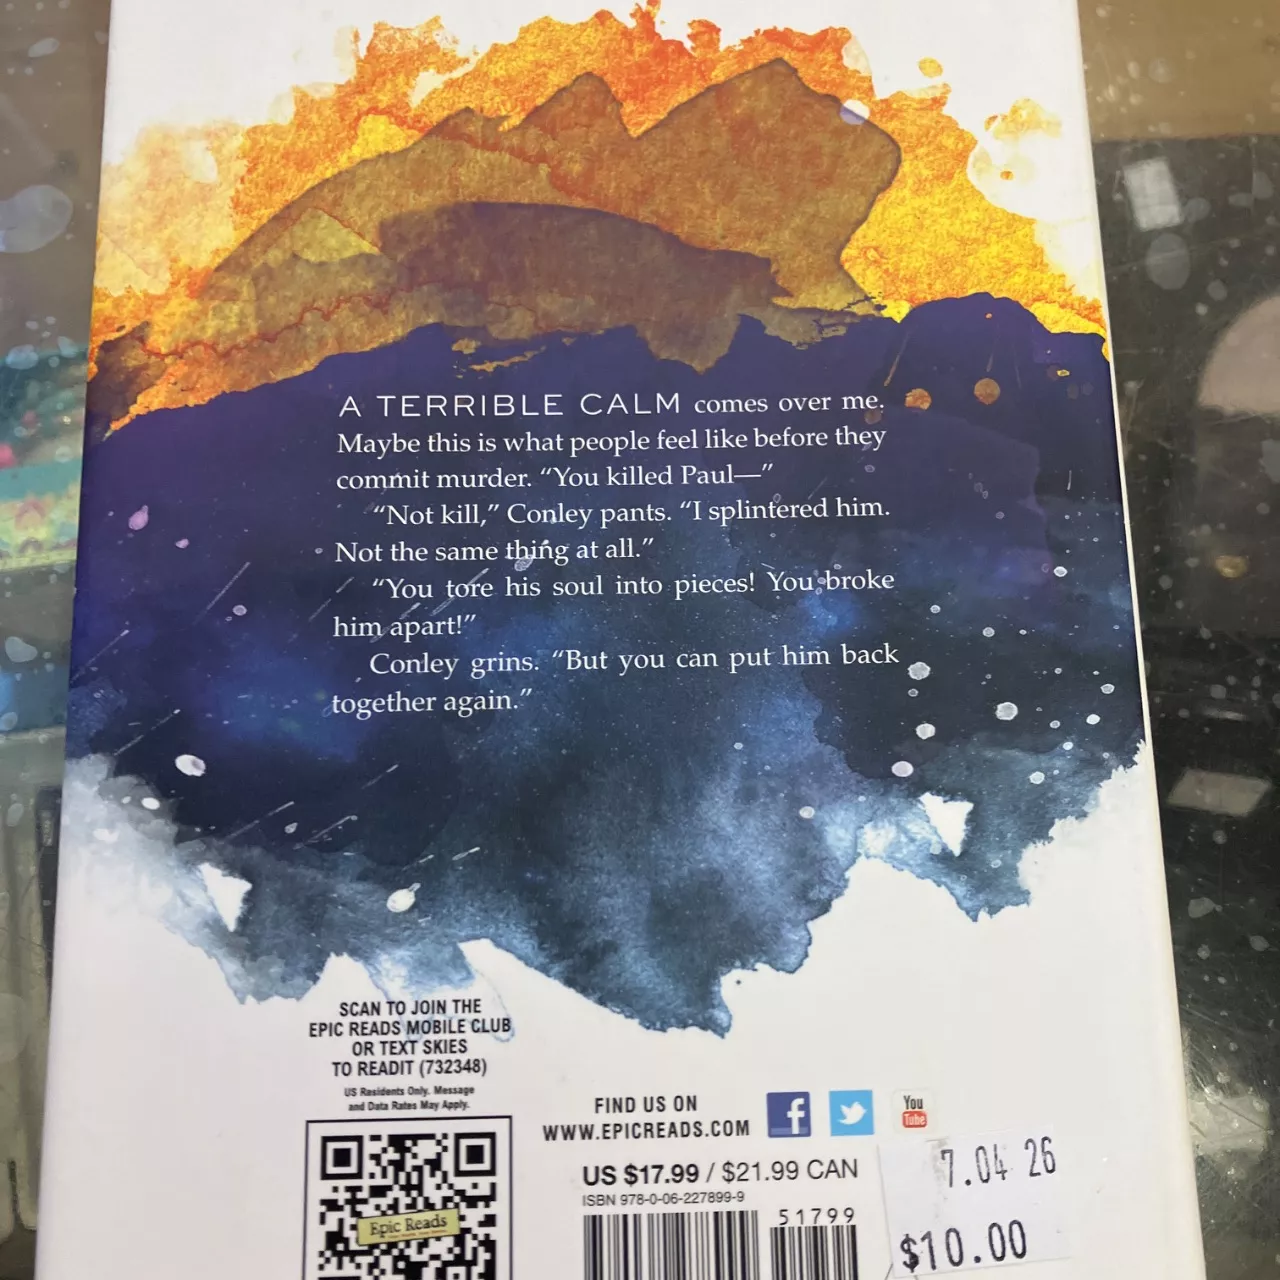 A TERRIBLE CALM comes over me.
Maybe this is what people feel like before they
commit murder. “You killed Paul—”
“Not kill,” Conley pants. “I splintered him.
Not the same thing at all.”
“You tore his soul into pieces! You broke
him apart!”
Conley grins. “But you can put him back
together again.”
SCAN TO JOIN THE
EPIC READS MOBILE CLUB
OR TEXT SKIES
TO READIT (732348)
US Residents Only. Message
and Data Rates May Apply.
Epic Reads
FIND US ON
WWW.EPICREADS.COM
f
You
Tube
US $17.99 / $21.99 CAN
ISBN 978-0-06-227899-9
51799
7.04 26
$10.00